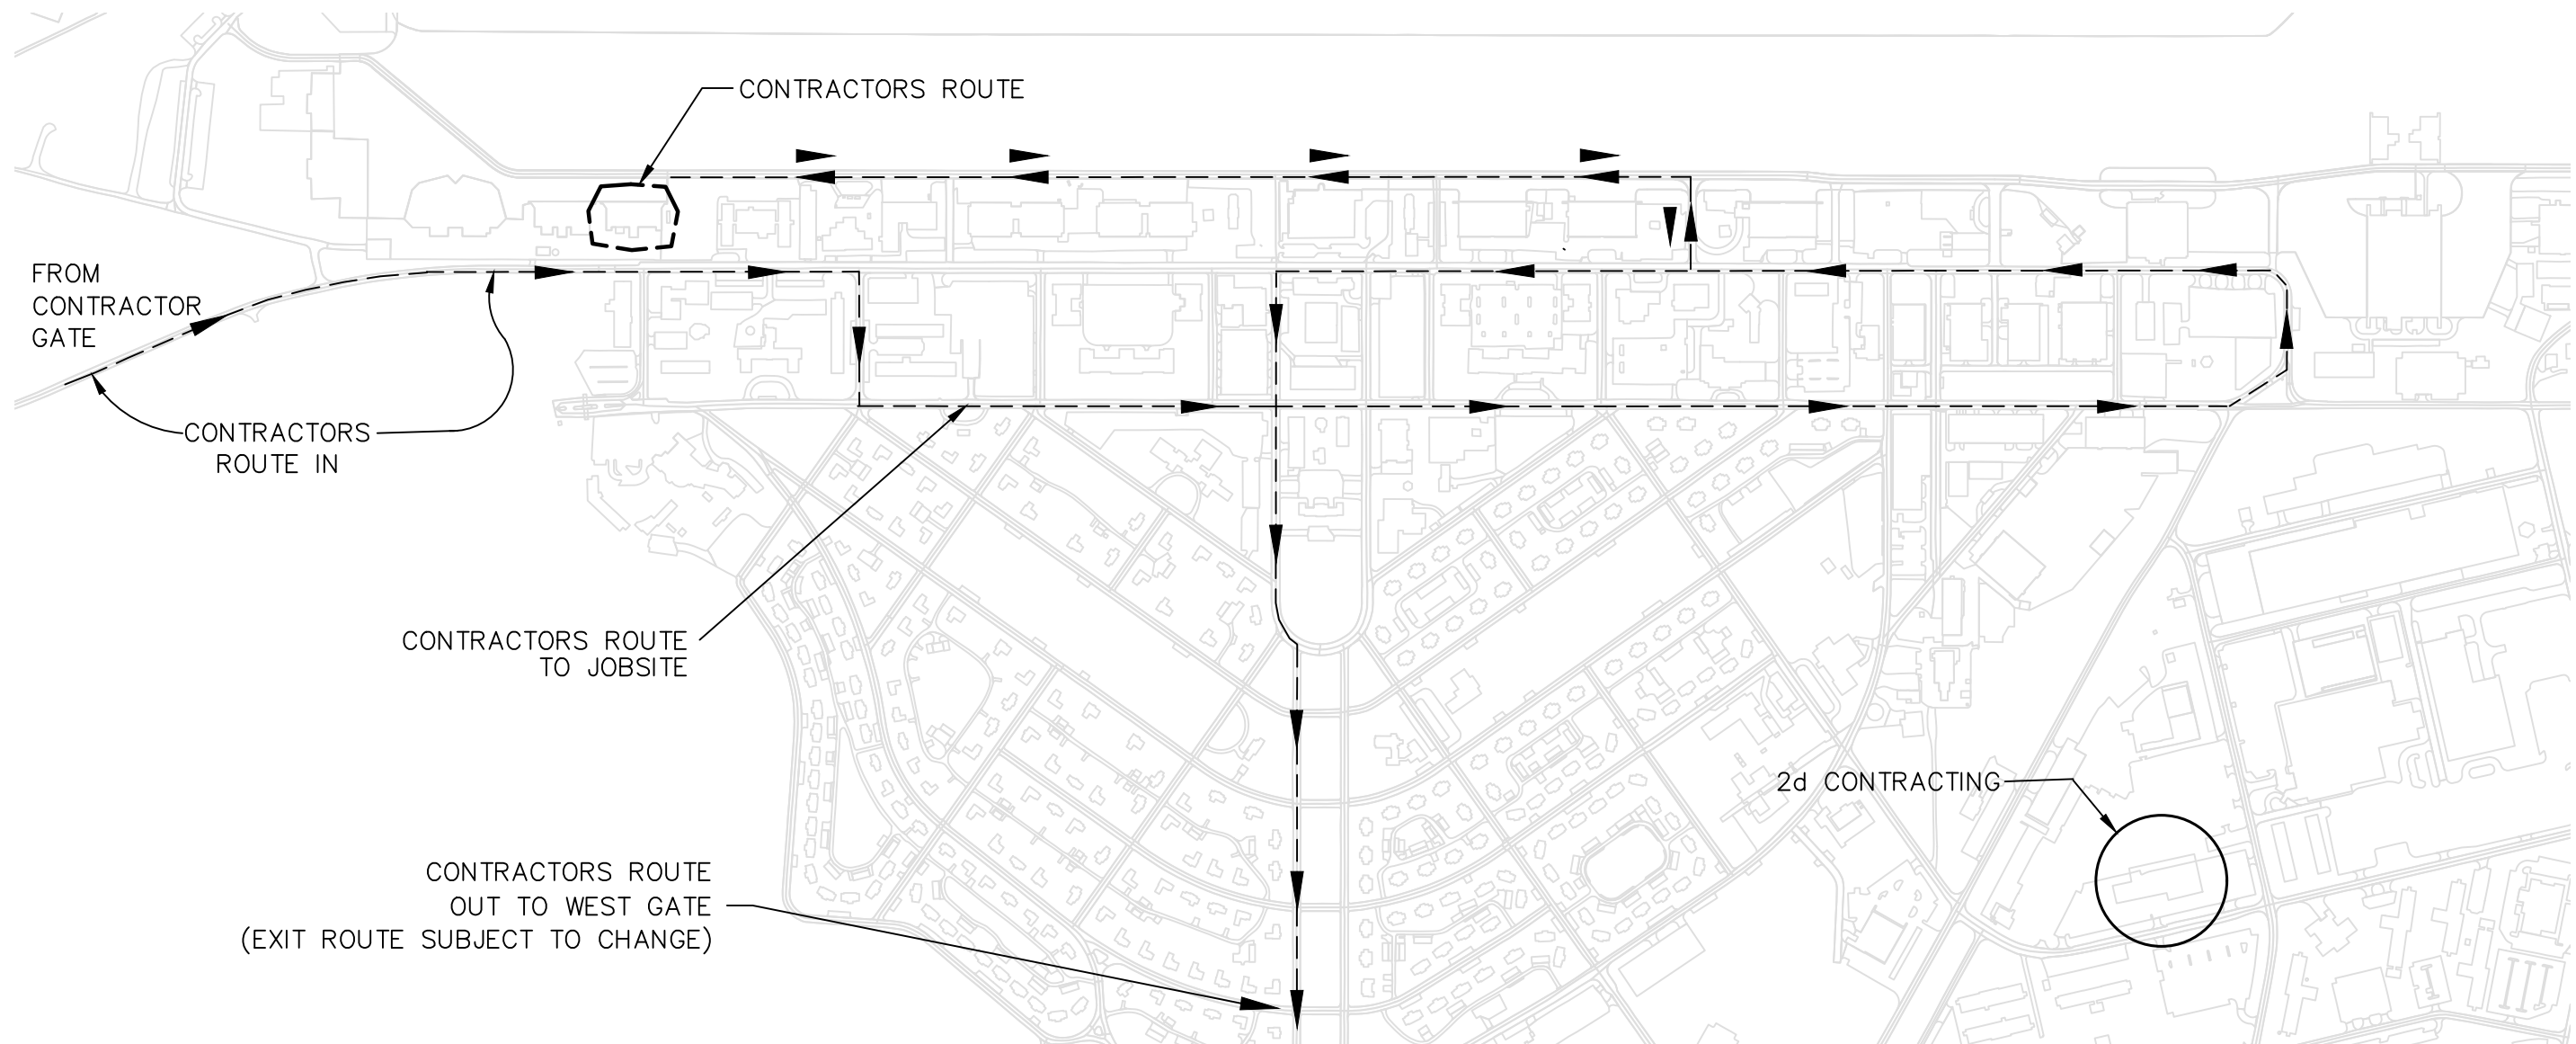 CONTRACTORS ROUTE
FROM
CONTRACTOR
GATE
CONTRACTORS
ROUTE IN
CONTRACTORS ROUTE
TO JOBSITE
2d CONTRACTING
CONTRACTORS ROUTE
OUT TO WEST GATE
(EXIT ROUTE SUBJECT TO CHANGE)